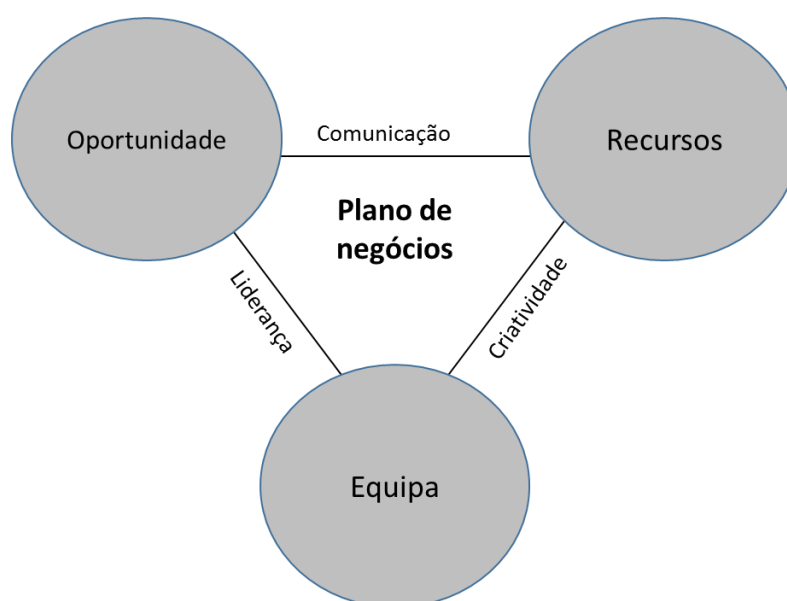 Oportunidade
Comunicação
Recursos
Plano de
negócios
Liderança
Criatividade
Equipa